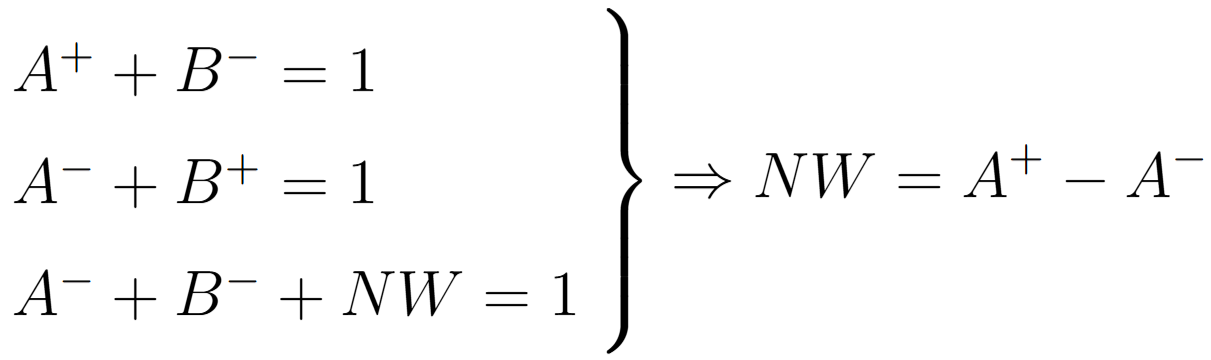 A⁺ + B⁻ = 1
A⁻ + B⁺ = 1
A⁻ + B⁻ + NW = 1
⇒ NW = A⁺ − A⁻